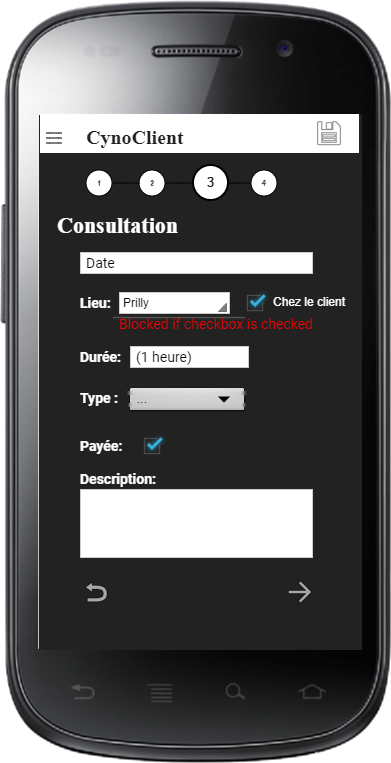 CynoClient
1 2 3 4
Consultation
Date
Lieu: Prilly Chez le client
Blocked if checkbox is checked
Durée: (1 heure)
Type : ...
Payée:
Description: